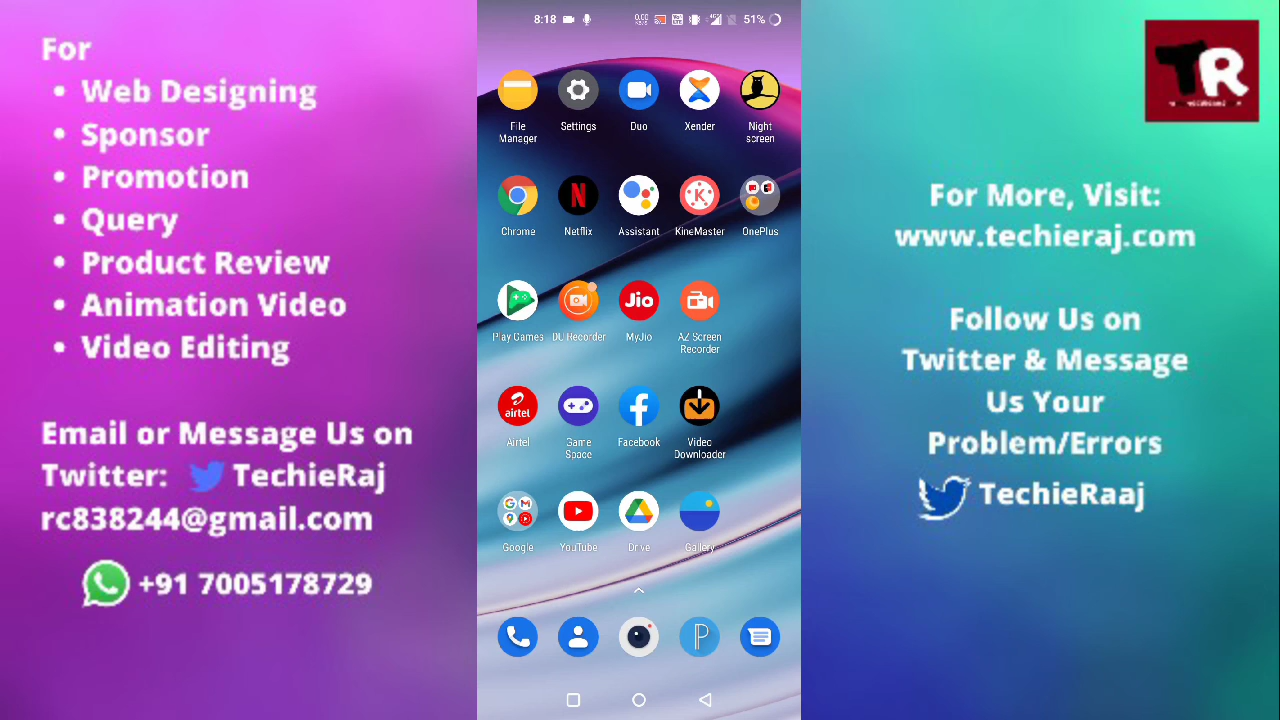 For
• Web Designing
• Sponsor
• Promotion
• Query
• Product Review
• Animation Video
• Video Editing
Email or Message Us on
Twitter: TechieRaj
rc838244@gmail.com
+91 7005178729
8:18
51%
File
Manager
Settings
Duo
Xender
Night
screen
Chrome
Netflix
Assistant
KineMaster
OnePlus
Play Games
DU Recorder
Jio
MyJio
AZ Screen
Recorder
airtel
Airtel
Game
Space
Facebook
Video
Downloader
Google
YouTube
Drive
Gallery
TR
For More, Visit:
www.techieraj.com
Follow Us on
Twitter & Message
Us Your
Problem/Errors
TechieRaaj